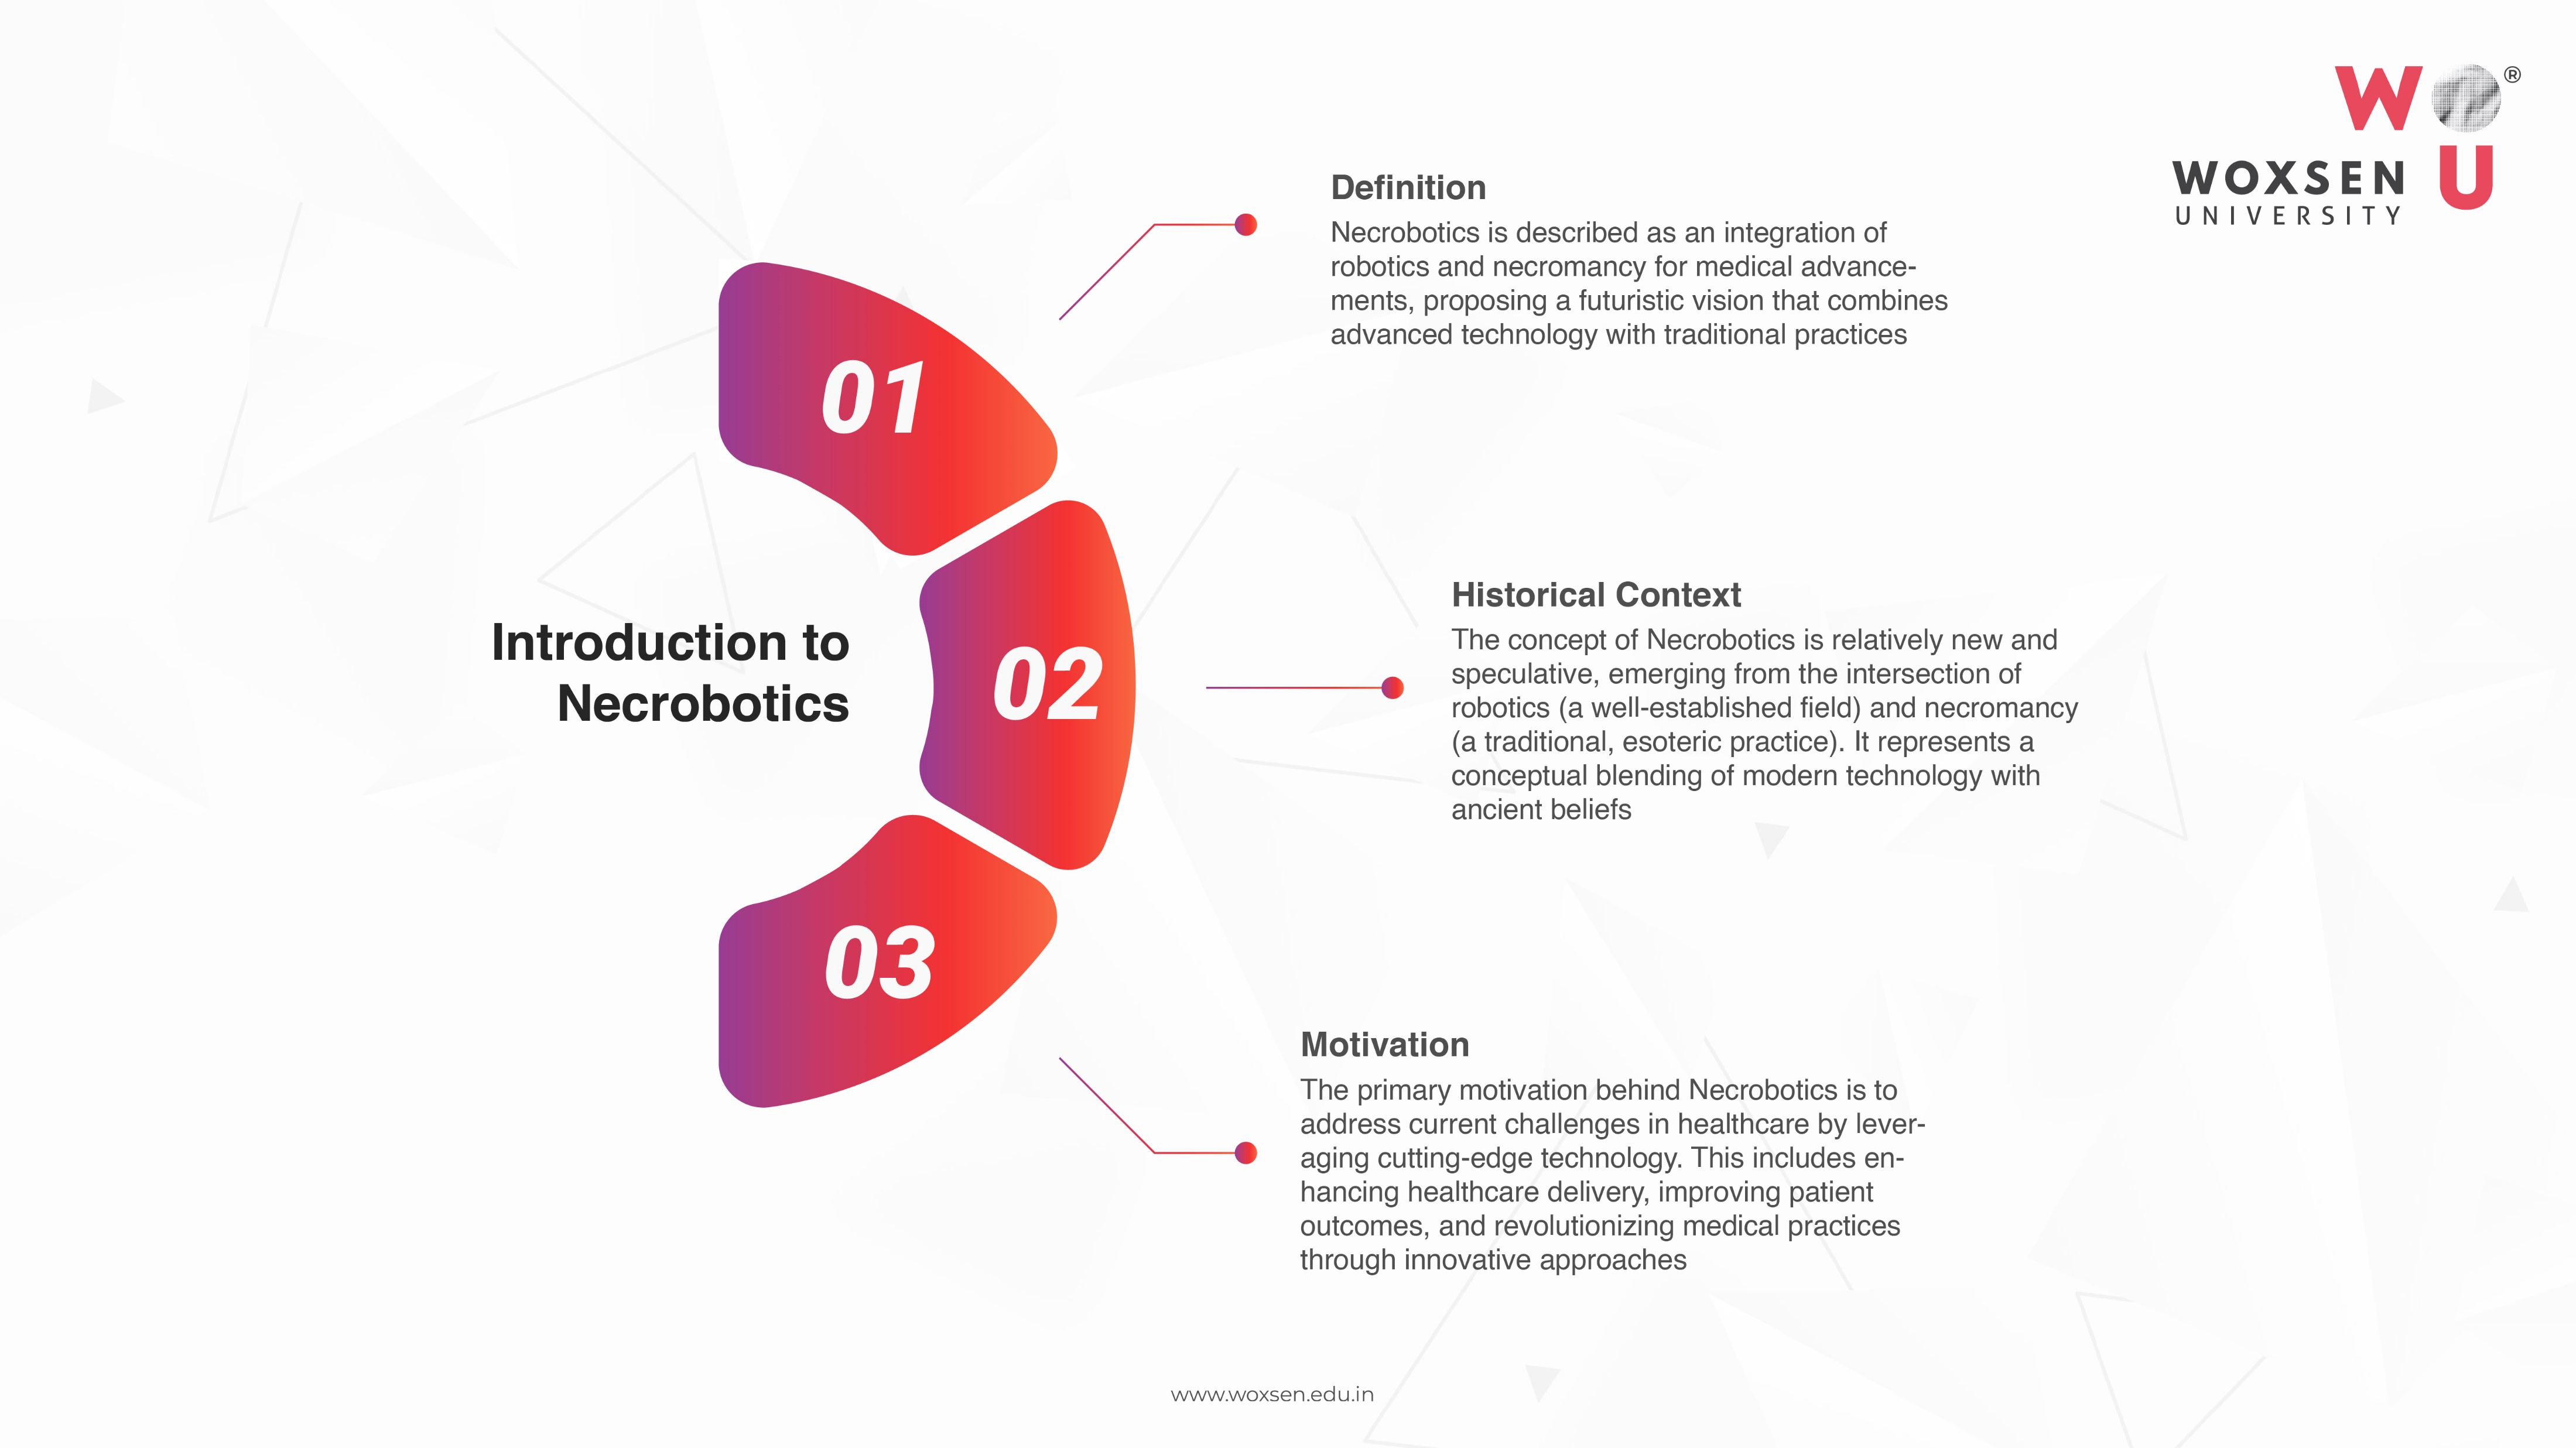 W ®
WOXSEN U
UNIVERSITY
Definition
Necrobotics is described as an integration of
robotics and necromancy for medical advance-
ments, proposing a futuristic vision that combines
advanced technology with traditional practices
01
Introduction to
Necrobotics
02
Historical Context
The concept of Necrobotics is relatively new and
speculative, emerging from the intersection of
robotics (a well-established field) and necromancy
(a traditional, esoteric practice). It represents a
conceptual blending of modern technology with
ancient beliefs
03
Motivation
The primary motivation behind Necrobotics is to
address current challenges in healthcare by lever-
aging cutting-edge technology. This includes en-
hancing healthcare delivery, improving patient
outcomes, and revolutionizing medical practices
through innovative approaches
www.woxsen.edu.in